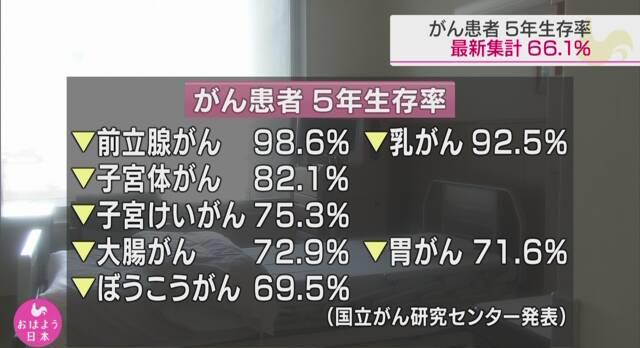 がん患者 5年生存率
最新集計 66.1%
がん患者 5年生存率
▼前立腺がん 98.6% ▼乳がん 92.5%
▼子宮体がん 82.1%
▼子宮けいがん 75.3%
▼大腸がん 72.9% ▼胃がん 71.6%
▼ぼうこうがん 69.5%
(国立がん研究センター発表)
おはよう
日本